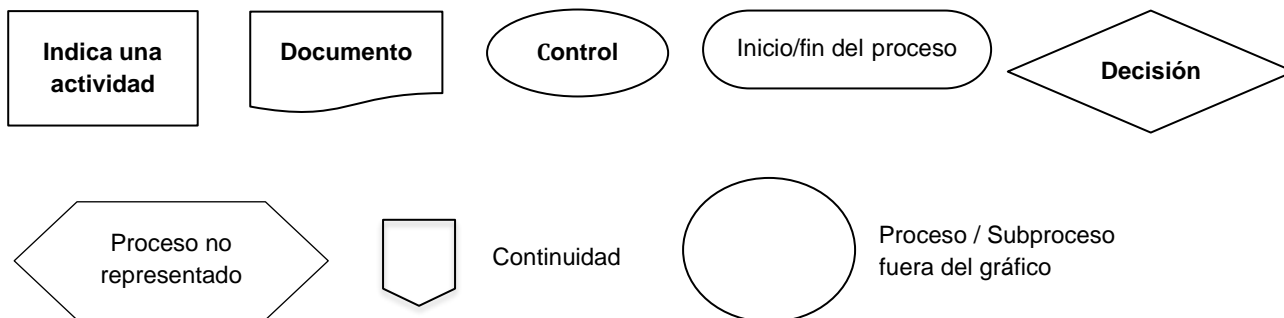 Indica una
actividad
Documento
Control
Inicio/fin del proceso
Decisión
Proceso no
representado
Continuidad
Proceso / Subproceso
fuera del gráfico